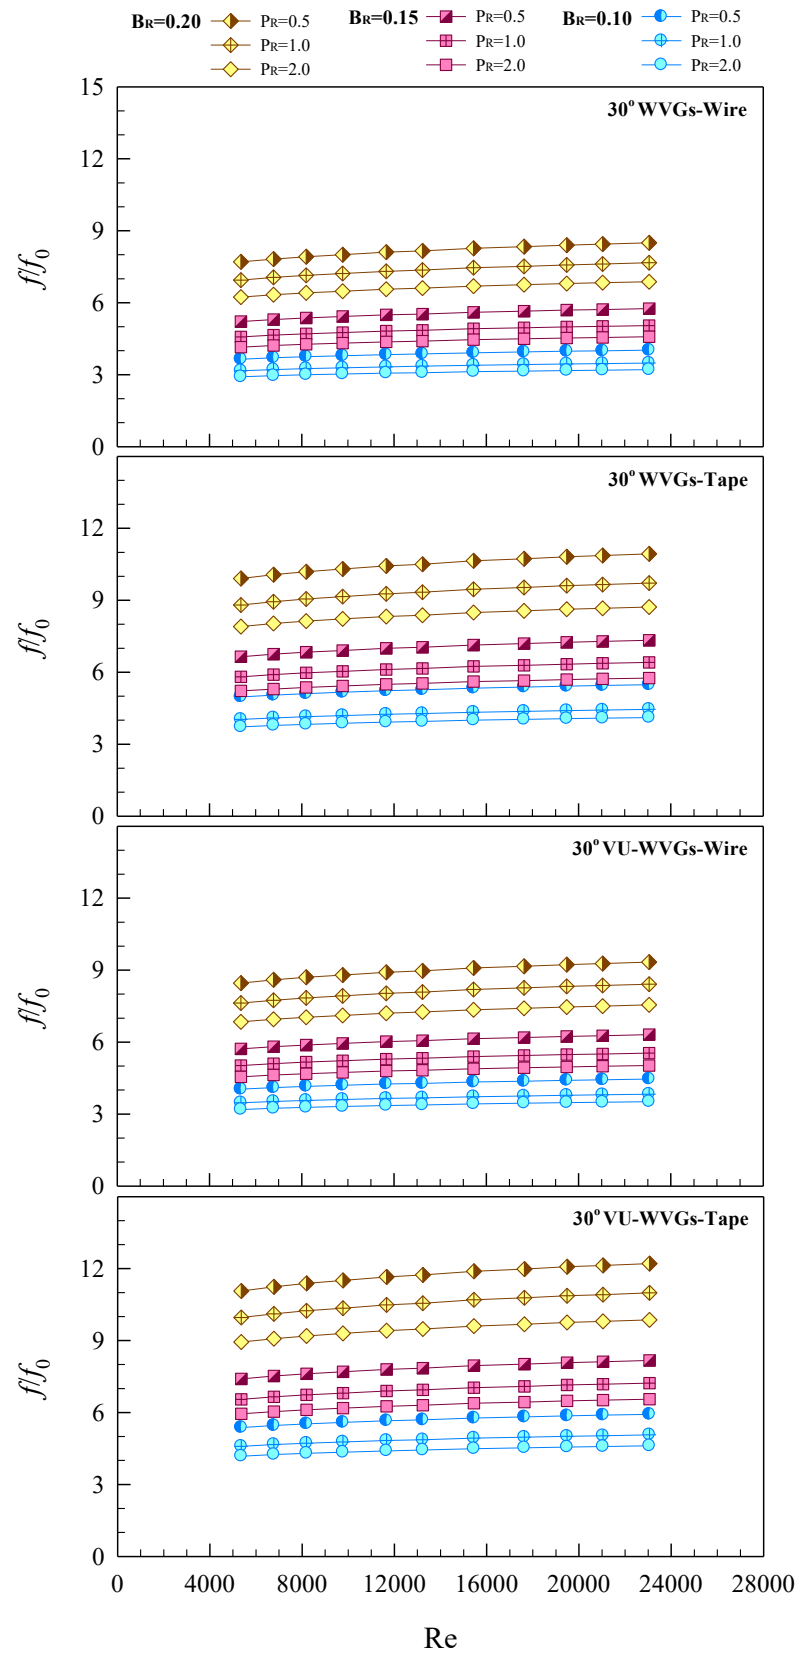 BR=0.20 PR=0.5 BR=0.15 PR=0.5 BR=0.10 PR=0.5
PR=1.0 PR=1.0 PR=1.0
PR=2.0 PR=2.0 PR=2.0
15
30° WVGs-Wire
12
9
f/f0
6
3
0
30° WVGs-Tape
12
9
f/f0
6
3
0
30° VU-WVGs-Wire
12
9
f/f0
6
3
0
30° VU-WVGs-Tape
12
9
f/f0
6
3
0
0 4000 8000 12000 16000 20000 24000 28000
Re